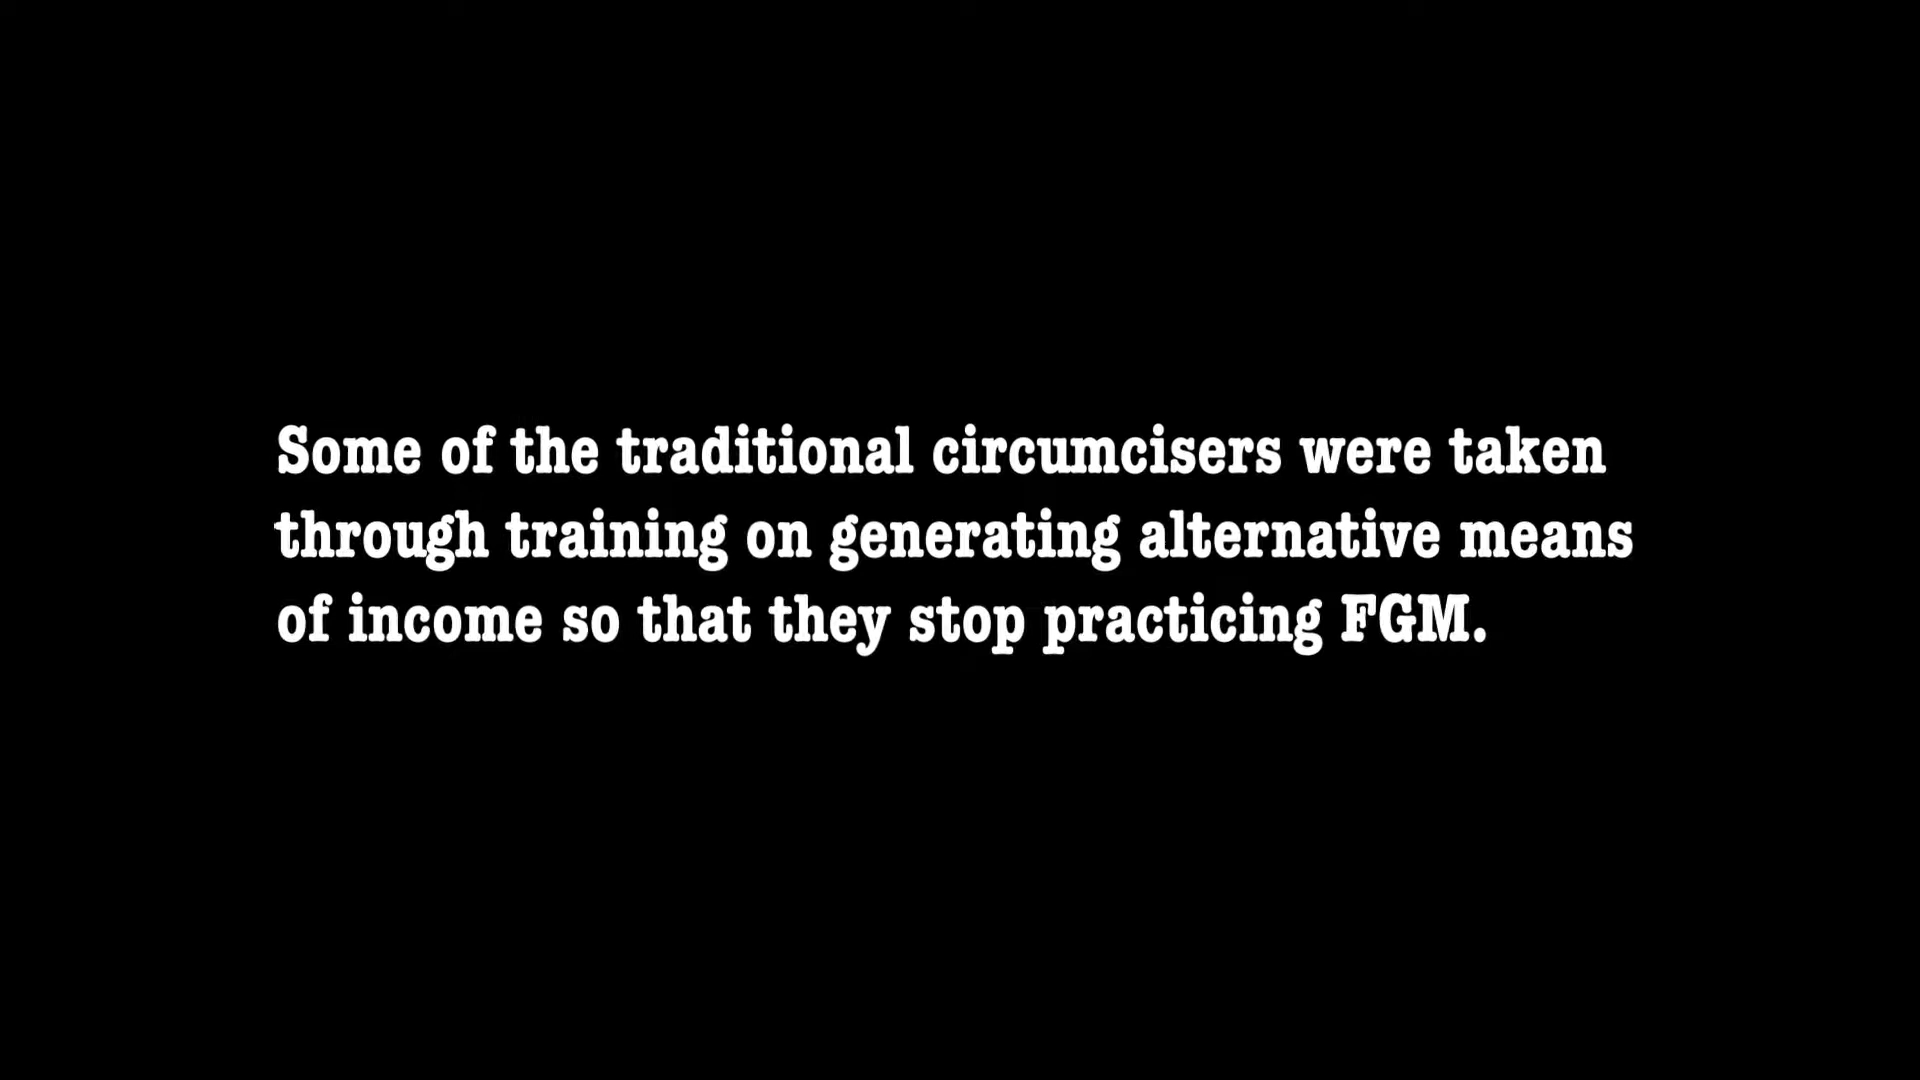 Some of the traditional circumcisers were taken
through training on generating alternative means
of income so that they stop practicing FGM.